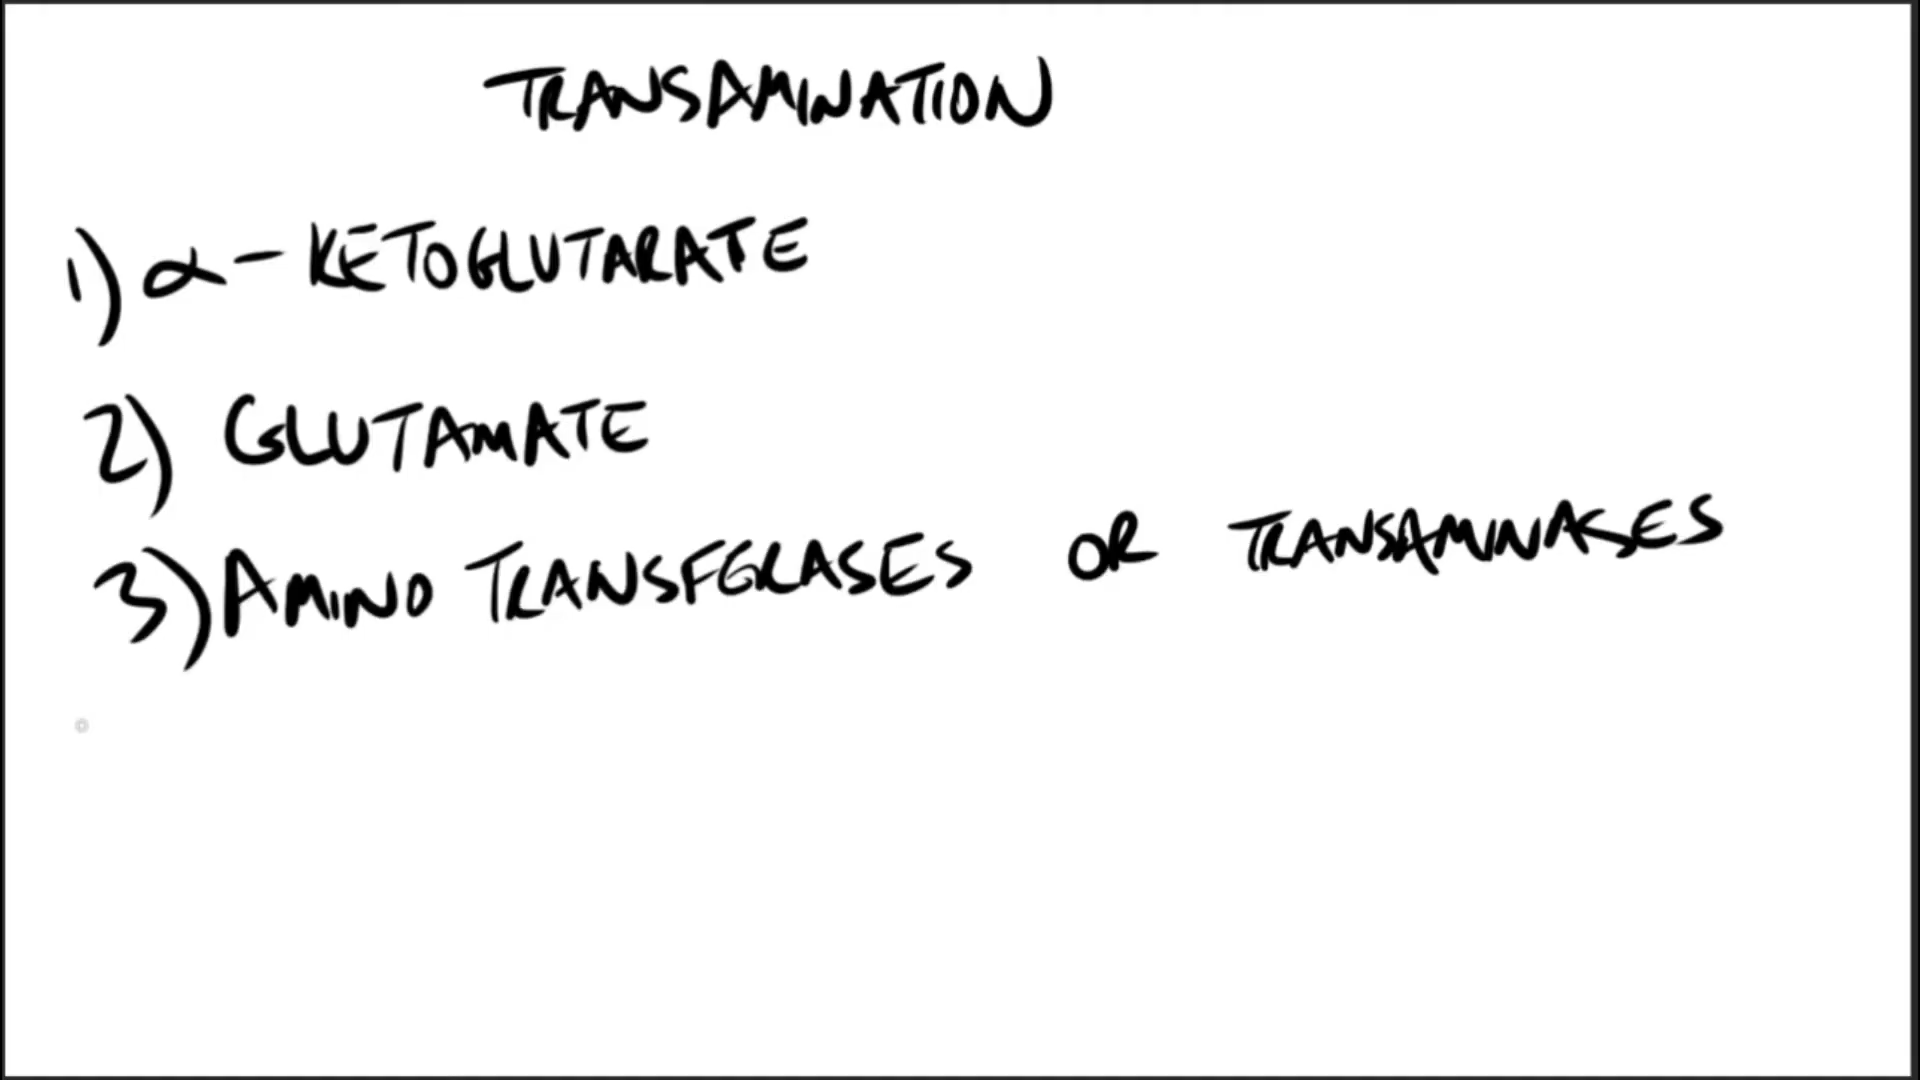 TRANSAMINATION
1) α-KETOGLUTARATE
2) GLUTAMATE
3) AMINO TRANSFERASES OR TRANSAMINASES